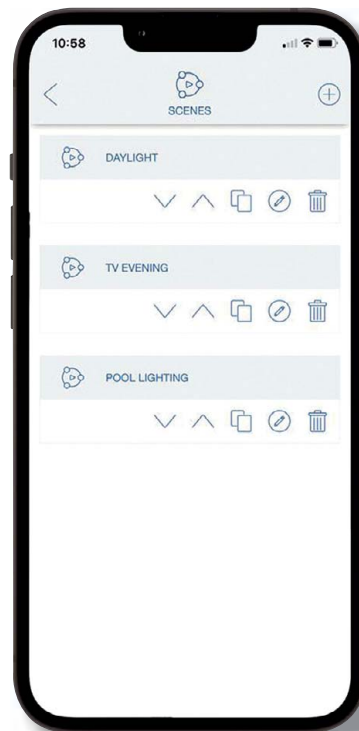 10:58
SCENES
DAYLIGHT
TV EVENING
POOL LIGHTING